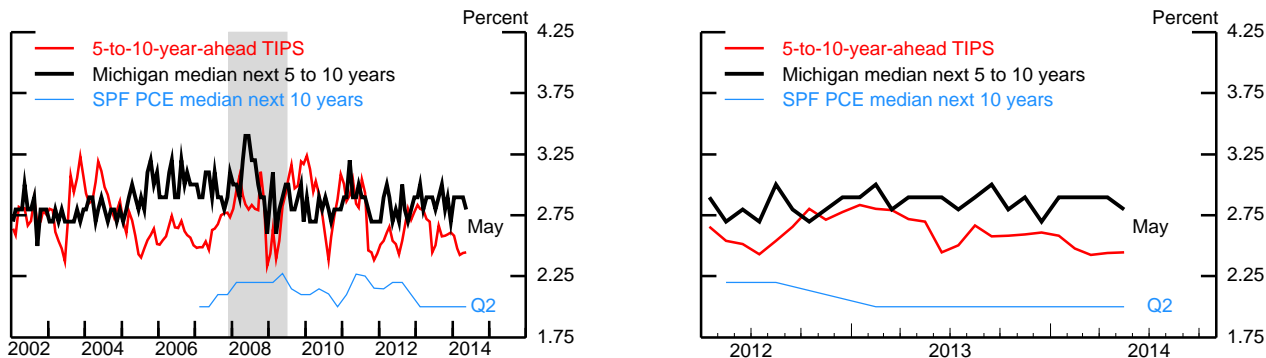 Percent
5-to-10-year-ahead TIPS
Michigan median next 5 to 10 years
SPF PCE median next 10 years
4.25
3.75
3.25
2.75
2.25
1.75
May
Q2
2002 2004 2006 2008 2010 2012 2014
Percent
5-to-10-year-ahead TIPS
Michigan median next 5 to 10 years
SPF PCE median next 10 years
4.25
3.75
3.25
2.75
2.25
1.75
May
Q2
2012 2013 2014